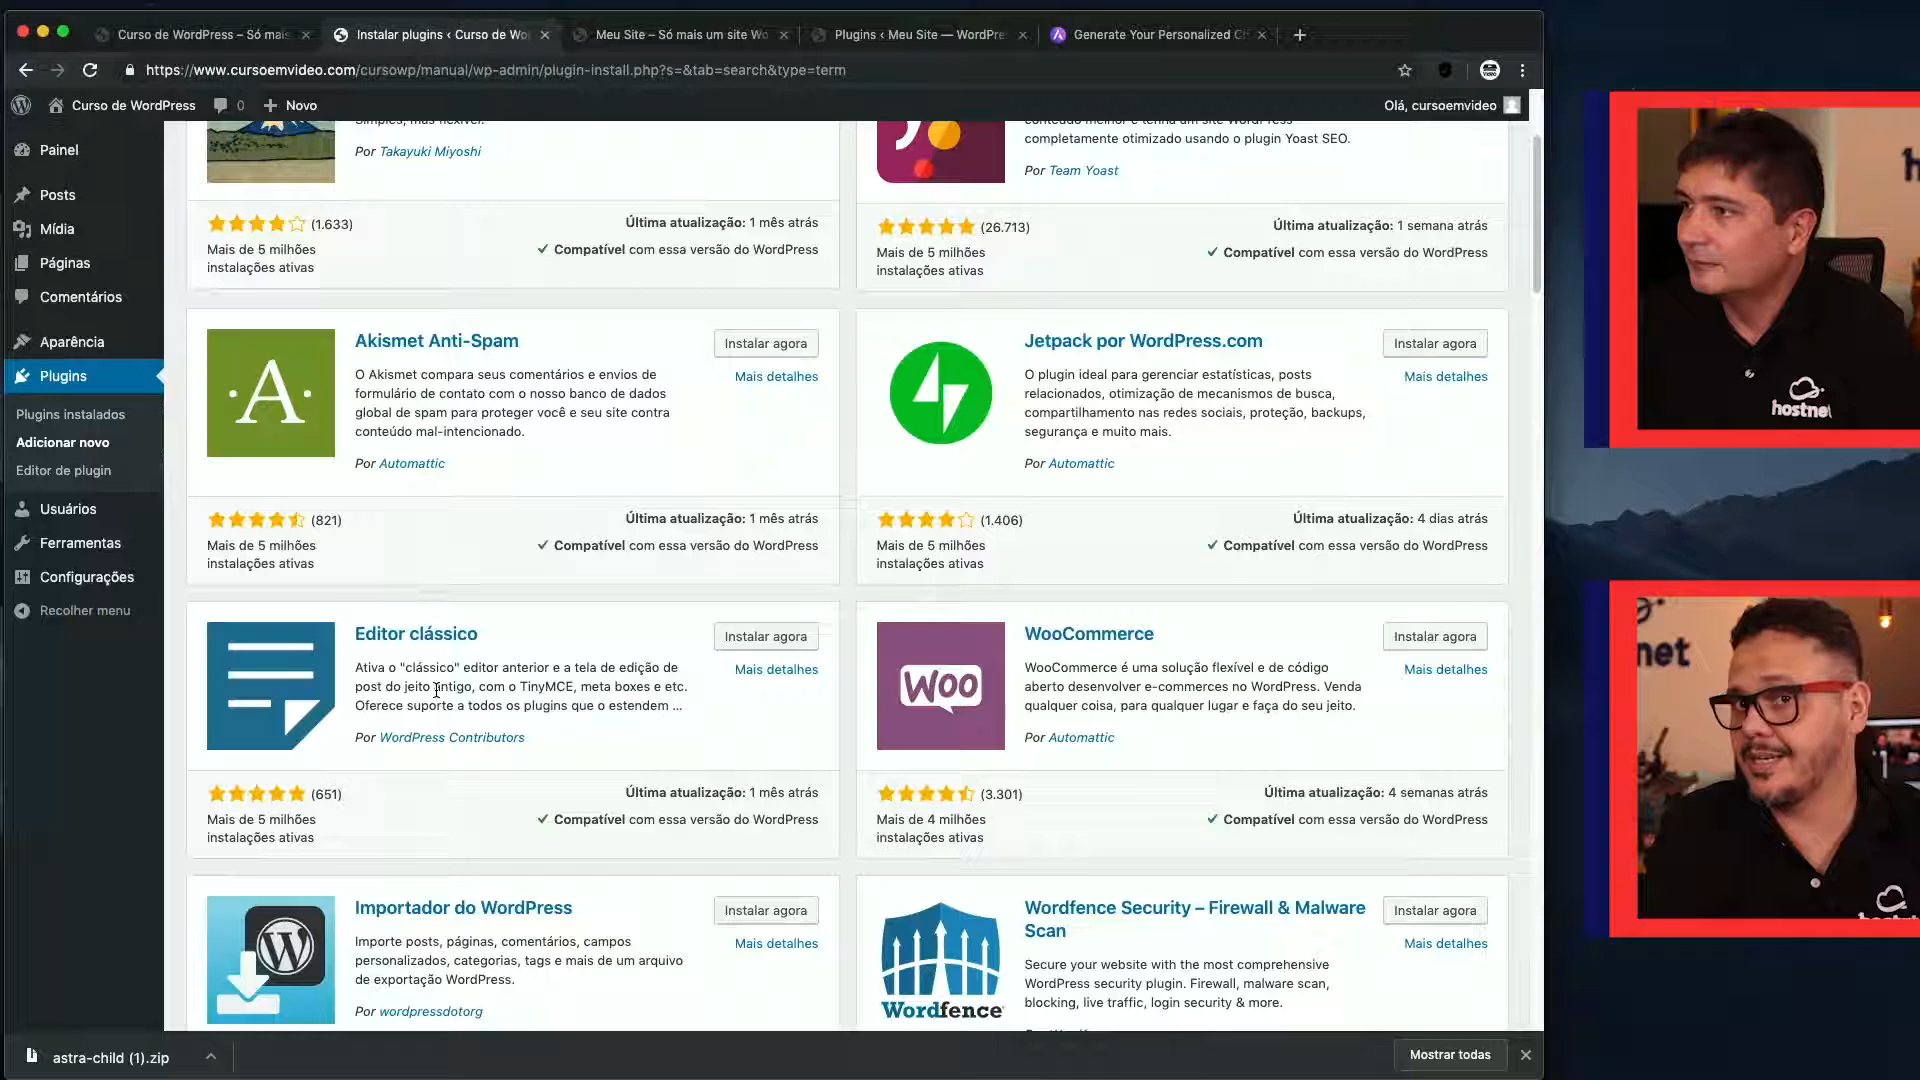 Curso de WordPress – Só mais
Instalar plugins ‹ Curso de Wo
Meu Site – Só mais um site Wo
Plugins ‹ Meu Site — WordPre
Generate Your Personalized Ch
https://www.cursoemvideo.com/cursowp/manual/wp-admin/plugin-install.php?s=&tab=search&type=term
Curso de WordPress
0
Novo
Olá, cursoemvideo
Painel
Posts
Mídia
Páginas
Comentários
Aparência
Plugins
Plugins instalados
Adicionar novo
Editor de plugin
Usuários
Ferramentas
Configurações
Recolher menu
Simples, mas flexível.
Por Takayuki Miyoshi
(1.633)
Mais de 5 milhões
instalações ativas
Última atualização: 1 mês atrás
Compatível com essa versão do WordPress
completamente otimizado usando o plugin Yoast SEO.
Por Team Yoast
(26.713)
Mais de 5 milhões
instalações ativas
Última atualização: 1 semana atrás
Compatível com essa versão do WordPress
Akismet Anti-Spam
Instalar agora
Mais detalhes
O Akismet compara seus comentários e envios de
formulário de contato com o nosso banco de dados
global de spam para proteger você e seu site contra
conteúdo mal-intencionado.
Por Automattic
(821)
Mais de 5 milhões
instalações ativas
Última atualização: 1 mês atrás
Compatível com essa versão do WordPress
Jetpack por WordPress.com
Instalar agora
Mais detalhes
O plugin ideal para gerenciar estatísticas, posts
relacionados, otimização de mecanismos de busca,
compartilhamento nas redes sociais, proteção, backups,
segurança e muito mais.
Por Automattic
(1.406)
Mais de 5 milhões
instalações ativas
Última atualização: 4 dias atrás
Compatível com essa versão do WordPress
Editor clássico
Instalar agora
Mais detalhes
Ativa o "clássico" editor anterior e a tela de edição de
post do jeito antigo, com o TinyMCE, meta boxes e etc.
Oferece suporte a todos os plugins que o estendem ...
Por WordPress Contributors
(651)
Mais de 5 milhões
instalações ativas
Última atualização: 1 mês atrás
Compatível com essa versão do WordPress
WOO
WooCommerce
Instalar agora
Mais detalhes
WooCommerce é uma solução flexível e de código
aberto desenvolver e-commerces no WordPress. Venda
qualquer coisa, para qualquer lugar e faça do seu jeito.
Por Automattic
(3.301)
Mais de 4 milhões
instalações ativas
Última atualização: 4 semanas atrás
Compatível com essa versão do WordPress
Importador do WordPress
Instalar agora
Mais detalhes
Importe posts, páginas, comentários, campos
personalizados, categorias, tags e mais de um arquivo
de exportação WordPress.
Por wordpressdotorg
Wordfence
Wordfence Security – Firewall & Malware
Scan
Instalar agora
Mais detalhes
Secure your website with the most comprehensive
WordPress security plugin. Firewall, malware scan,
blocking, live traffic, login security & more.
astra-child (1).zip
Mostrar todas
hostnet
net